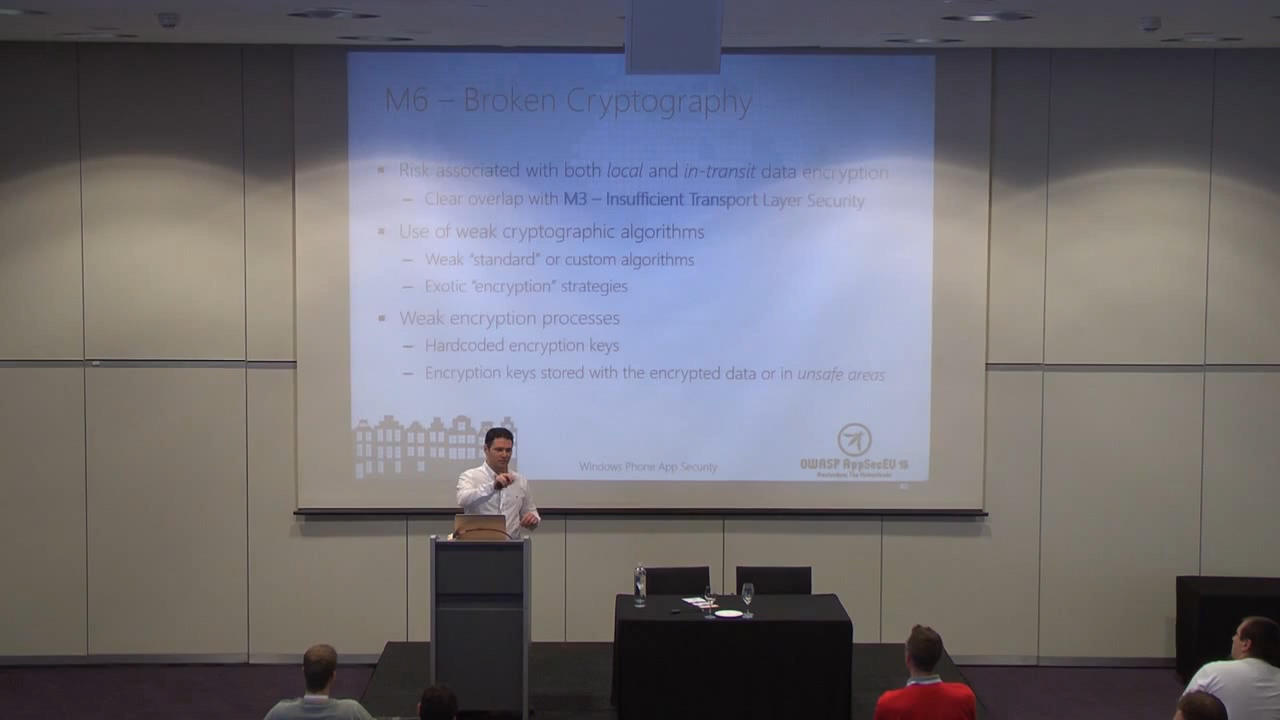 M6 – Broken Cryptography
Risk associated with both local and in-transit data encryption
– Clear overlap with M3 – Insufficient Transport Layer Security
Use of weak cryptographic algorithms
– Weak “standard” or custom algorithms
– Exotic “encryption” strategies
Weak encryption processes
– Hardcoded encryption keys
– Encryption keys stored with the encrypted data or in unsafe areas
Windows Phone App Security
OWASP AppSecEU 15
Amsterdam, The Netherlands